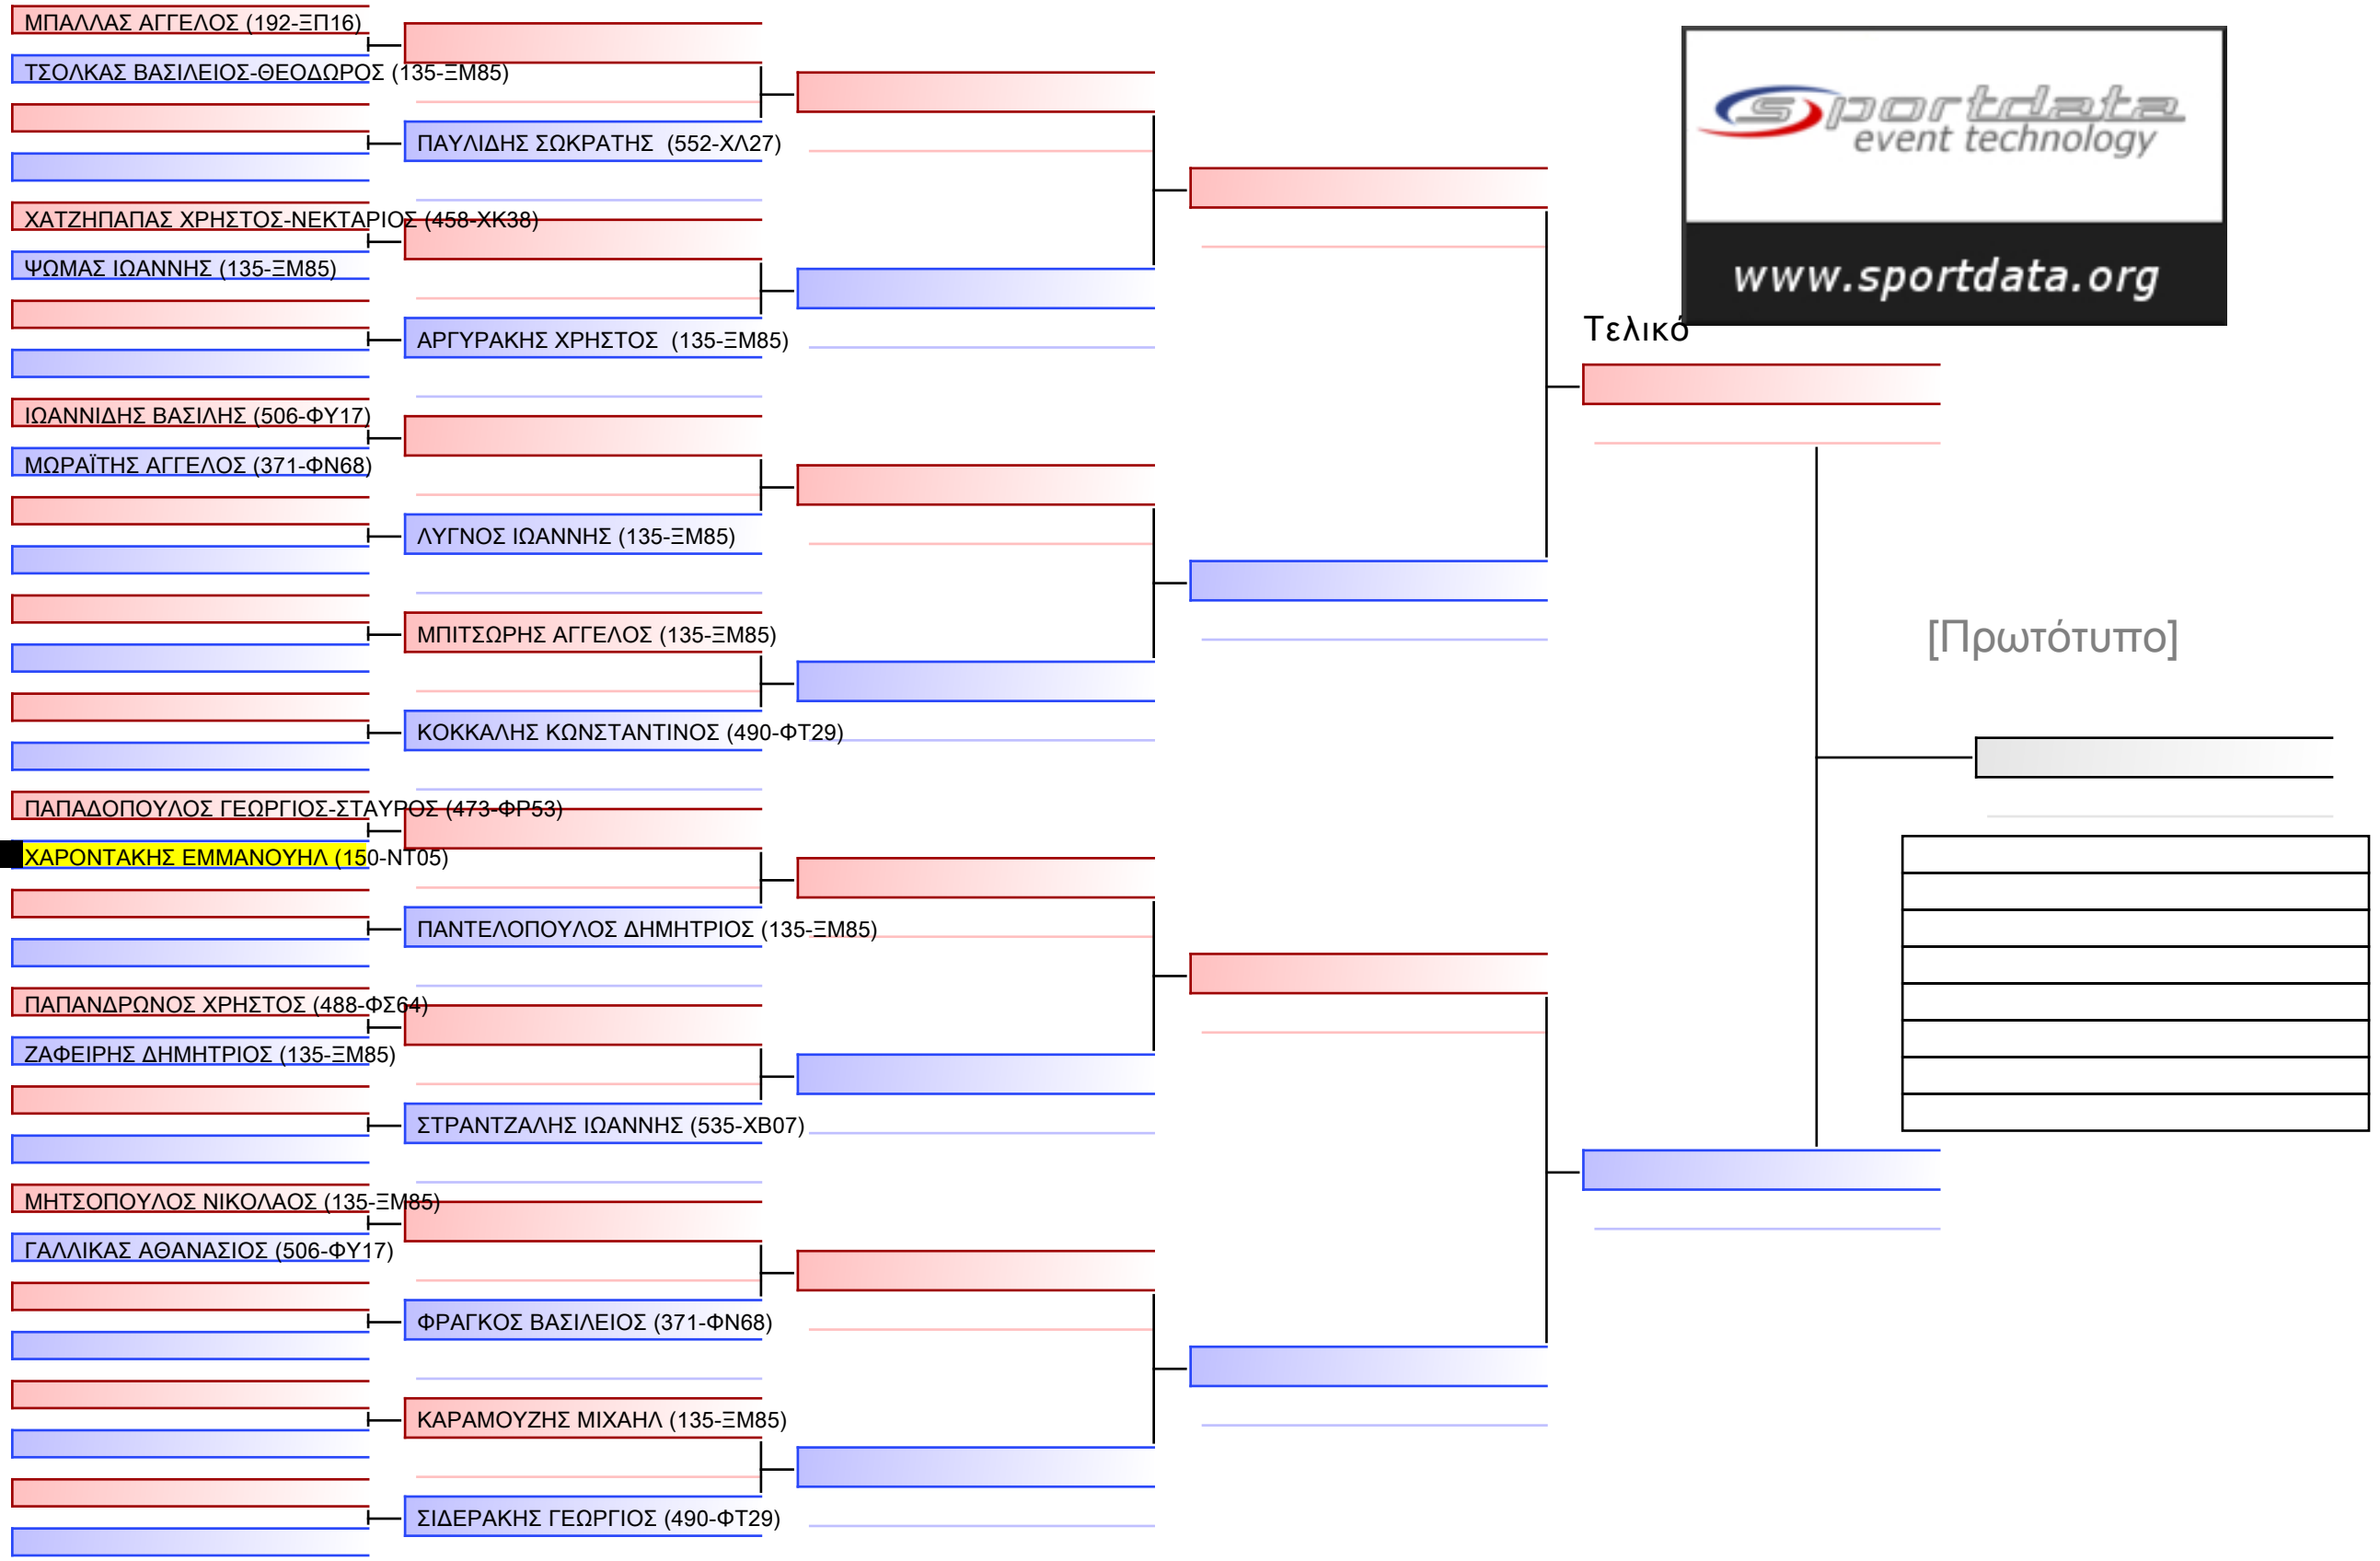 ΜΠΑΛΛΑΣ ΑΓΓΕΛΟΣ (192-ΞΠ16)
ΤΣΟΛΚΑΣ ΒΑΣΙΛΕΙΟΣ-ΘΕΟΔΩΡΟΣ (135-ΞΜ85)
ΧΑΤΖΗΠΑΠΑΣ ΧΡΗΣΤΟΣ-ΝΕΚΤΑΡΙΟΣ (458-ΧΚ38)
ΨΩΜΑΣ ΙΩΑΝΝΗΣ (135-ΞΜ85)
ΙΩΑΝΝΙΔΗΣ ΒΑΣΙΛΗΣ (506-ΦΥ17)
ΜΩΡΑΪΤΗΣ ΑΓΓΕΛΟΣ (371-ΦΝ68)
ΠΑΠΑΔΟΠΟΥΛΟΣ ΓΕΩΡΓΙΟΣ-ΣΤΑΥΡΟΣ (473-ΦΡ53)
ΧΑΡΟΝΤΑΚΗΣ ΕΜΜΑΝΟΥΗΛ (150-ΝΤ05)
ΠΑΠΑΝΔΡΩΝΟΣ ΧΡΗΣΤΟΣ (488-ΦΣ64)
ΖΑΦΕΙΡΗΣ ΔΗΜΗΤΡΙΟΣ (135-ΞΜ85)
ΜΗΤΣΟΠΟΥΛΟΣ ΝΙΚΟΛΑΟΣ (135-ΞΜ85)
ΓΑΛΛΙΚΑΣ ΑΘΑΝΑΣΙΟΣ (506-ΦΥ17)
ΠΑΥΛΙΔΗΣ ΣΩΚΡΑΤΗΣ  (552-ΧΛ27)
ΑΡΓΥΡΑΚΗΣ ΧΡΗΣΤΟΣ  (135-ΞΜ85)
ΛΥΓΝΟΣ ΙΩΑΝΝΗΣ (135-ΞΜ85)
ΜΠΙΤΣΩΡΗΣ ΑΓΓΕΛΟΣ (135-ΞΜ85)
ΚΟΚΚΑΛΗΣ ΚΩΝΣΤΑΝΤΙΝΟΣ (490-ΦΤ29)
ΠΑΝΤΕΛΟΠΟΥΛΟΣ ΔΗΜΗΤΡΙΟΣ (135-ΞΜ85)
ΣΤΡΑΝΤΖΑΛΗΣ ΙΩΑΝΝΗΣ (535-ΧΒ07)
ΦΡΑΓΚΟΣ ΒΑΣΙΛΕΙΟΣ (371-ΦΝ68)
ΚΑΡΑΜΟΥΖΗΣ ΜΙΧΑΗΛ (135-ΞΜ85)
ΣΙΔΕΡΑΚΗΣ ΓΕΩΡΓΙΟΣ (490-ΦΤ29)
sportdata
event technology
www.sportdata.org
Τελικό
[Πρωτότυπο]